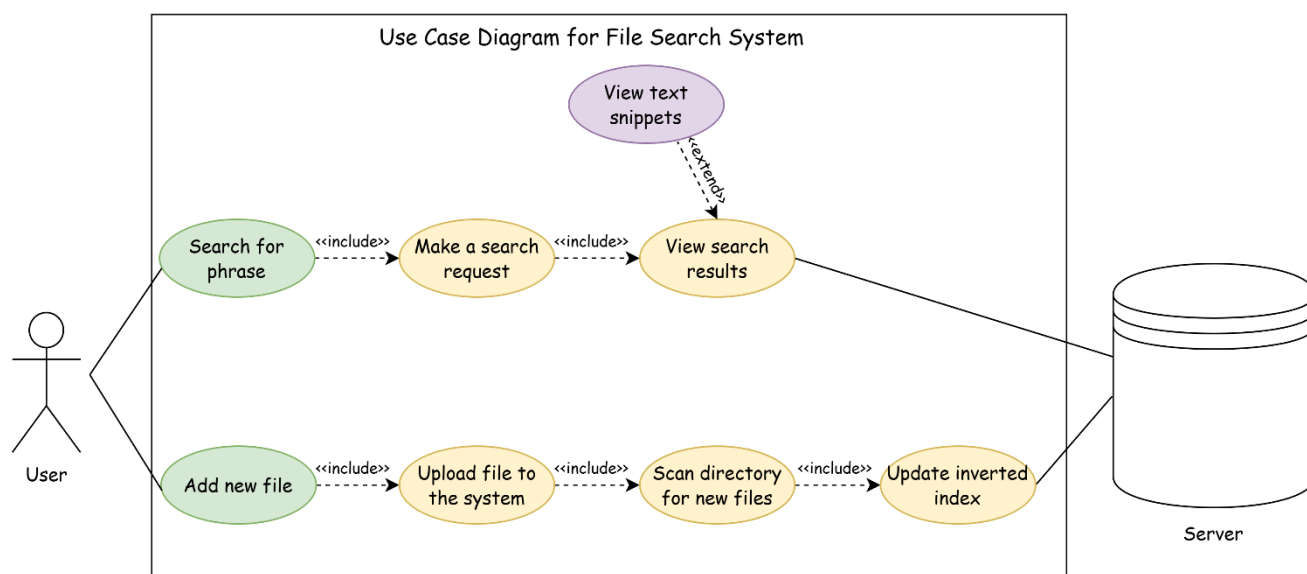 Use Case Diagram for File Search System
View text
snippets
<<extend>>
Search for
phrase
<<include>>
Make a search
request
<<include>>
View search
results
User
Add new file
<<include>>
Upload file to
the system
<<include>>
Scan directory
for new files
<<include>>
Update inverted
index
Server